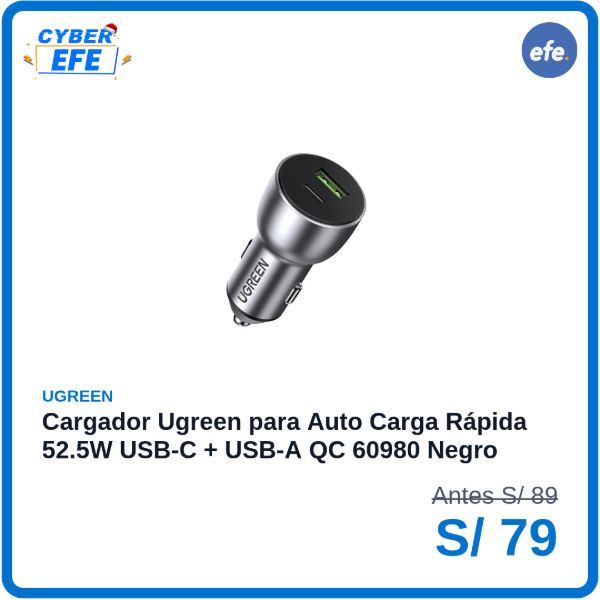 CYBER
EFE
efe.
UGREEN
UGREEN
Cargador Ugreen para Auto Carga Rápida
52.5W USB-C + USB-A QC 60980 Negro
Antes S/ 89
S/ 79